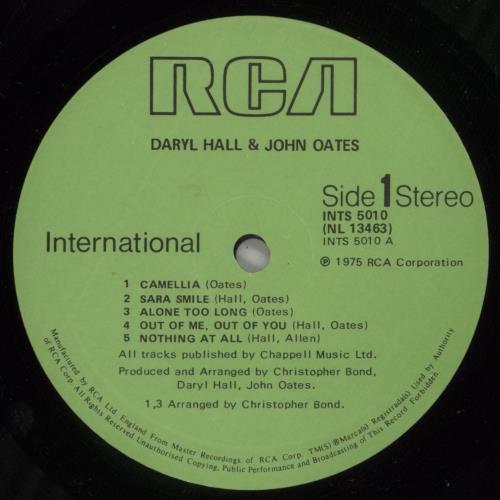 RCA
DARYL HALL & JOHN OATES
Side 1 Stereo
INTS 5010
(NL 13463)
INTS 5010 A
International
℗ 1975 RCA Corporation
1 CAMELLIA (Oates)
2 SARA SMILE (Hall, Oates)
3 ALONE TOO LONG (Oates)
4 OUT OF ME, OUT OF YOU (Hall, Oates)
5 NOTHING AT ALL (Hall, Allen)
All tracks published by Chappell Music Ltd.
Produced and Arranged by Christopher Bond,
Daryl Hall, John Oates.
1,3 Arranged by Christopher Bond.
Manufactured by RCA Ltd. England From Master Recordings of RCA Corp. TM(S)®Marca(s) Registrada(s) Used by Authority
of RCA Corp. All Rights Reserved Unauthorised Copying, Public Performance and Broadcasting of This Record Forbidden.